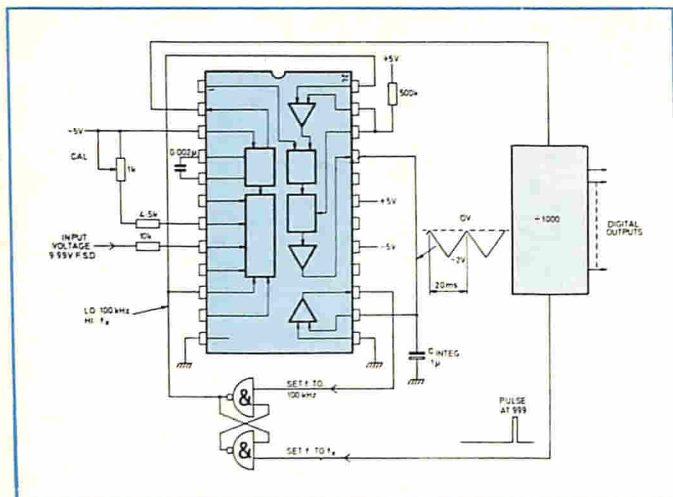 +5V
500k
-5V
CAL
1k
0.002μ
4.5k
INPUT
VOLTAGE
9.99V F.S.D
10k
+5V
-5V
0V
-2V
20ms
÷1000
DIGITAL
OUTPUTS
LO 100 kHz
HI fx
C INTEG
1μ
&
SET f TO
100 kHz
PULSE
AT 999
&
SET f TO fx